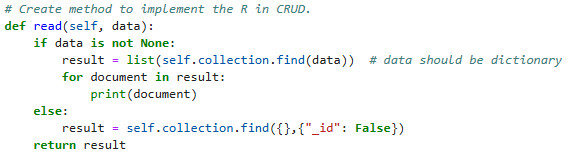 # Create method to implement the R in CRUD.
def read(self, data):
    if data is not None:
        result = list(self.collection.find(data))  # data should be dictionary
        for document in result:
            print(document)
    else:
        result = self.collection.find({},{"_id": False})
    return result